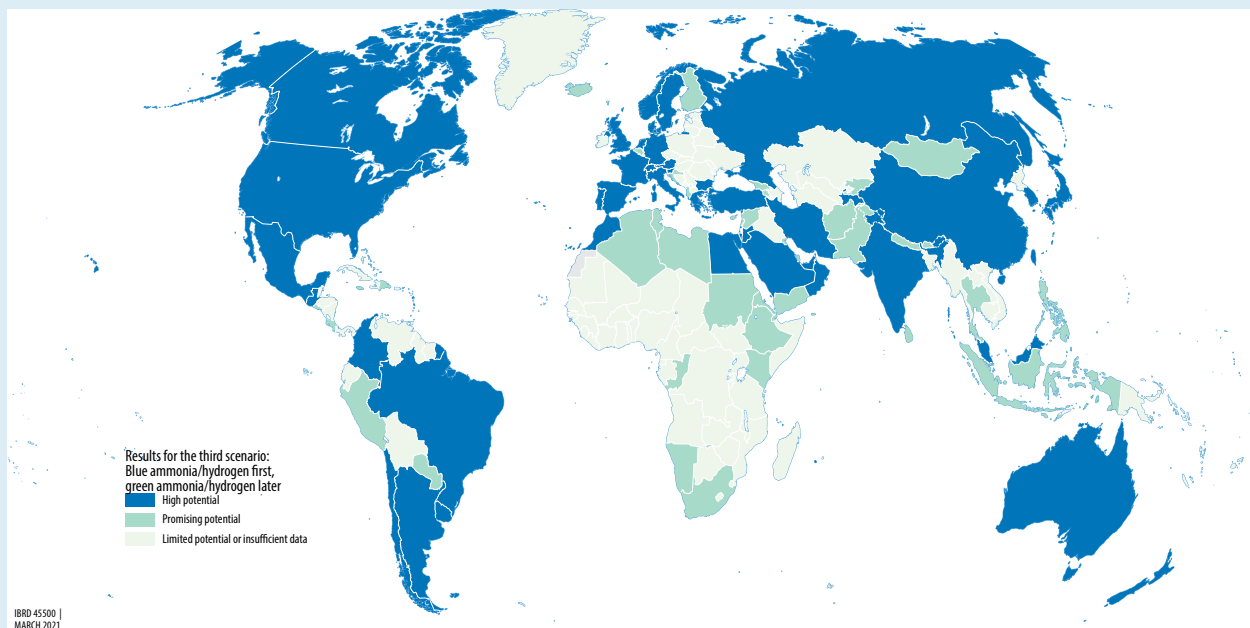 Results for the third scenario:
Blue ammonia/hydrogen first,
green ammonia/hydrogen later
High potential
Promising potential
Limited potential or insufficient data
IBRD 45500 |
MARCH 2021